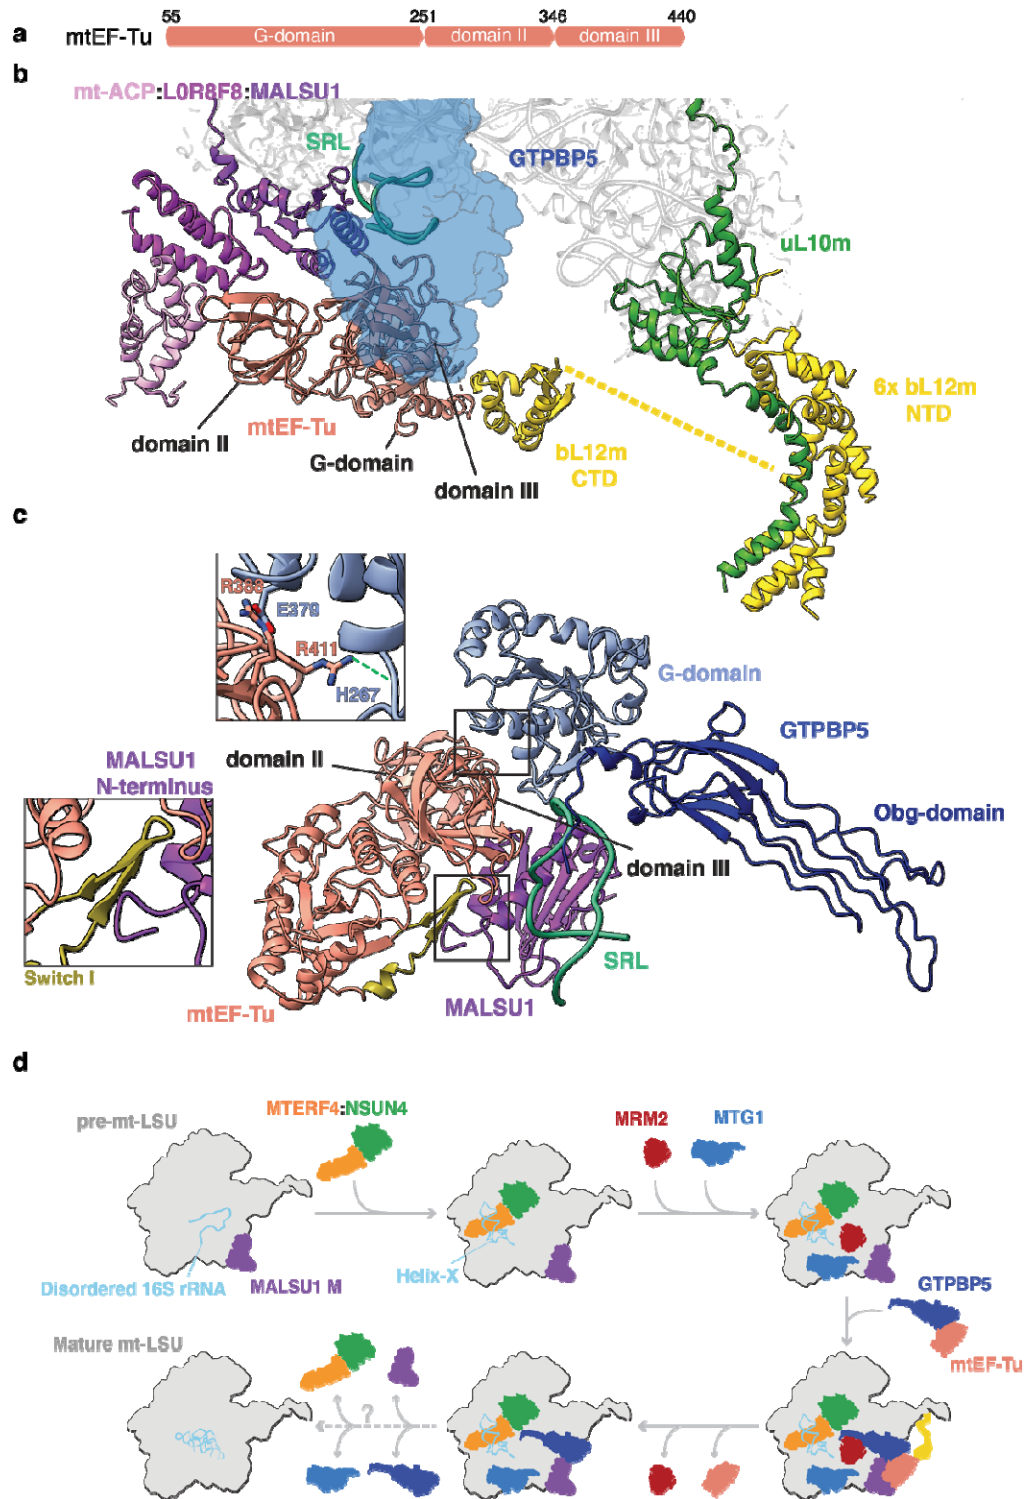 a
55
251
346
440
mtEF-Tu
G-domain
domain II
domain III
b
mt-ACP:L0R8F8:MALSU1
SRL
GTPBP5
uL10m
6x bL12m
NTD
domain II
mtEF-Tu
G-domain
bL12m
CTD
domain III
c
R388
E379
R411
H267
G-domain
GTPBP5
MALSU1
N-terminus
domain II
Obg-domain
domain III
Switch I
SRL
mtEF-Tu
MALSU1
d
pre-mt-LSU
MTERF4:NSUN4
MRM2
MTG1
Disordered 16S rRNA
MALSU1 M
Helix-X
GTPBP5
mtEF-Tu
Mature mt-LSU
?